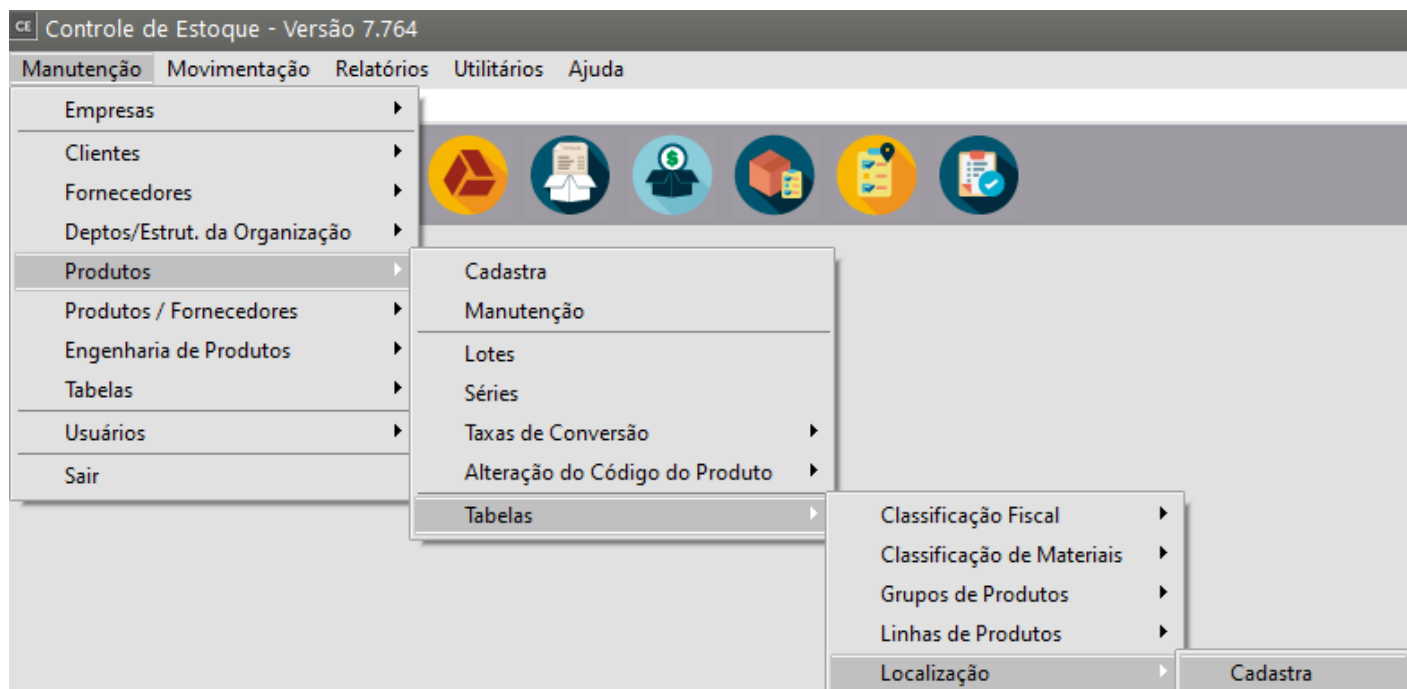 CE Controle de Estoque - Versão 7.764
Manutenção Movimentação Relatórios Utilitários Ajuda
Empresas
Clientes
Fornecedores
Deptos/Estrut. da Organização
Produtos
Produtos / Fornecedores
Engenharia de Produtos
Tabelas
Usuários
Sair
Cadastra
Manutenção
Lotes
Séries
Taxas de Conversão
Alteração do Código do Produto
Tabelas
Classificação Fiscal
Classificação de Materiais
Grupos de Produtos
Linhas de Produtos
Localização
Cadastra